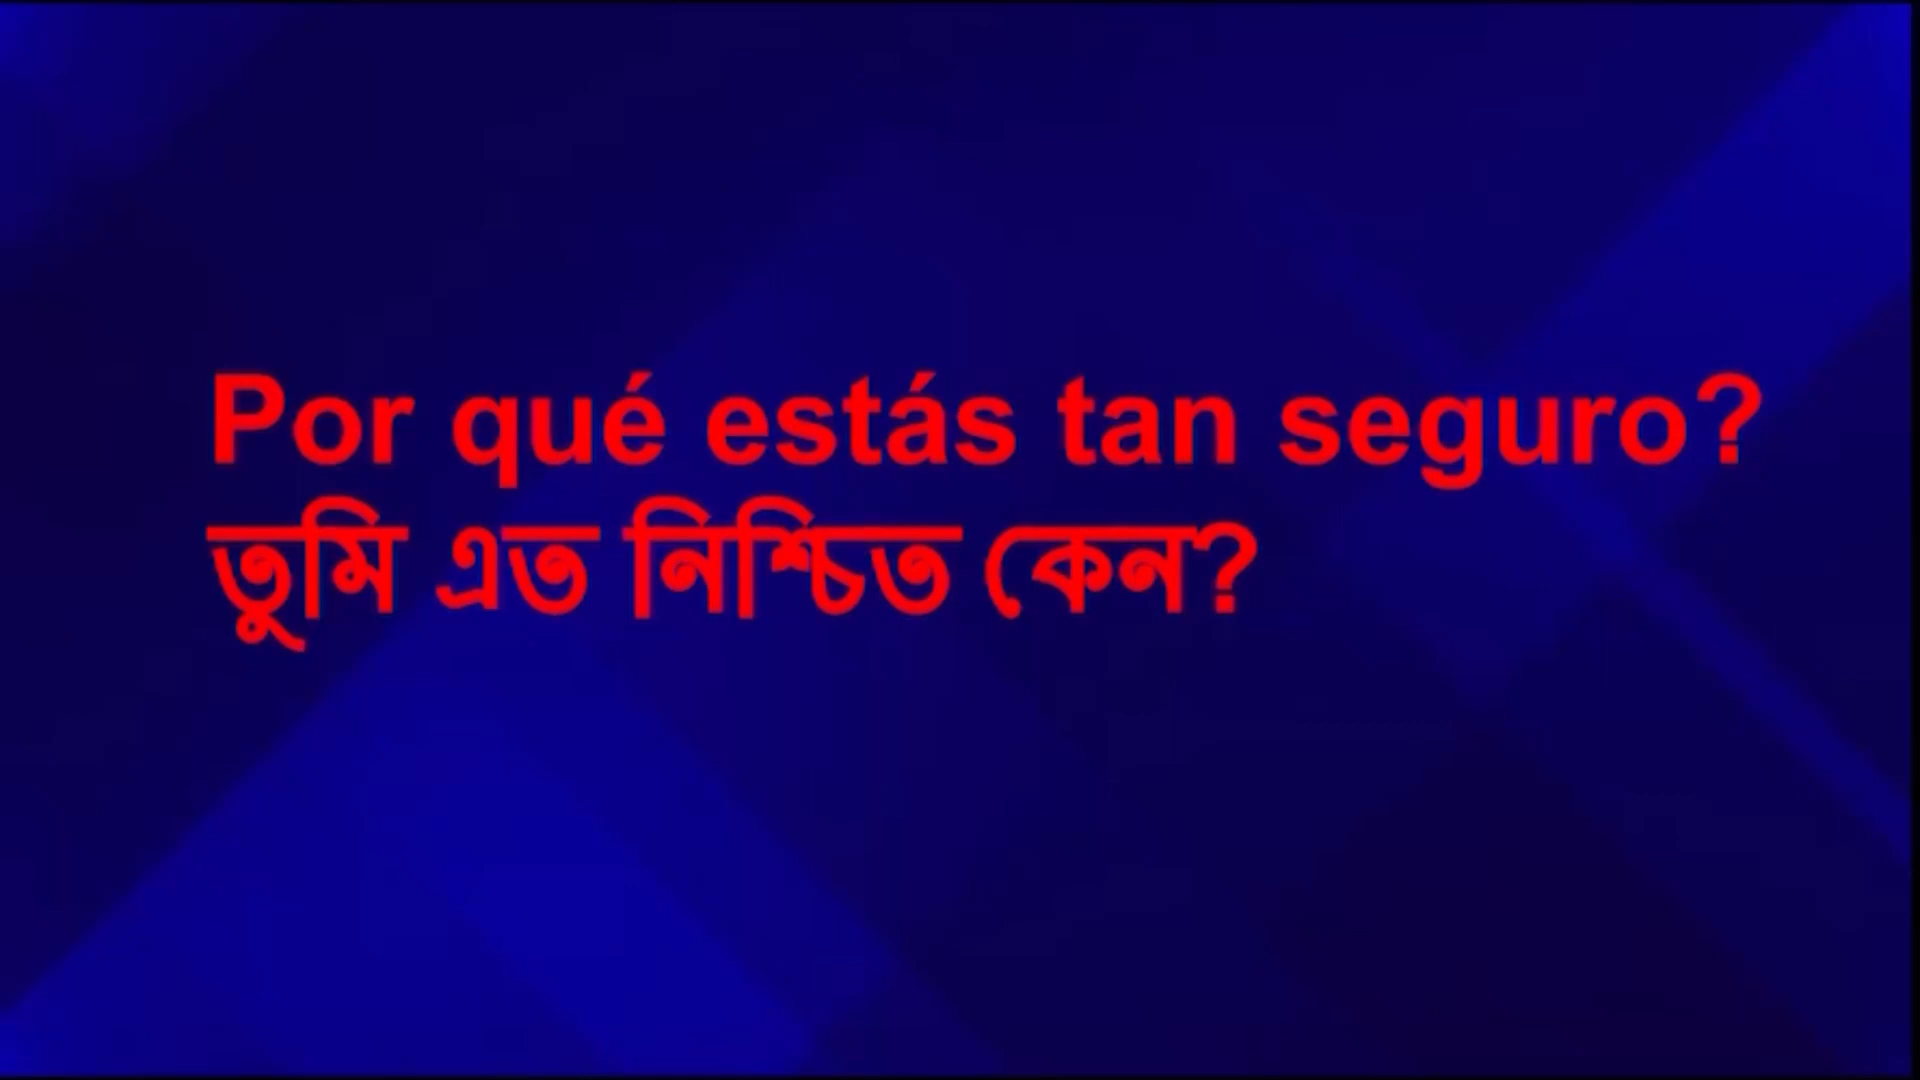 Por qué estás tan seguro?
তুমি এত নিশ্চিত কেন?